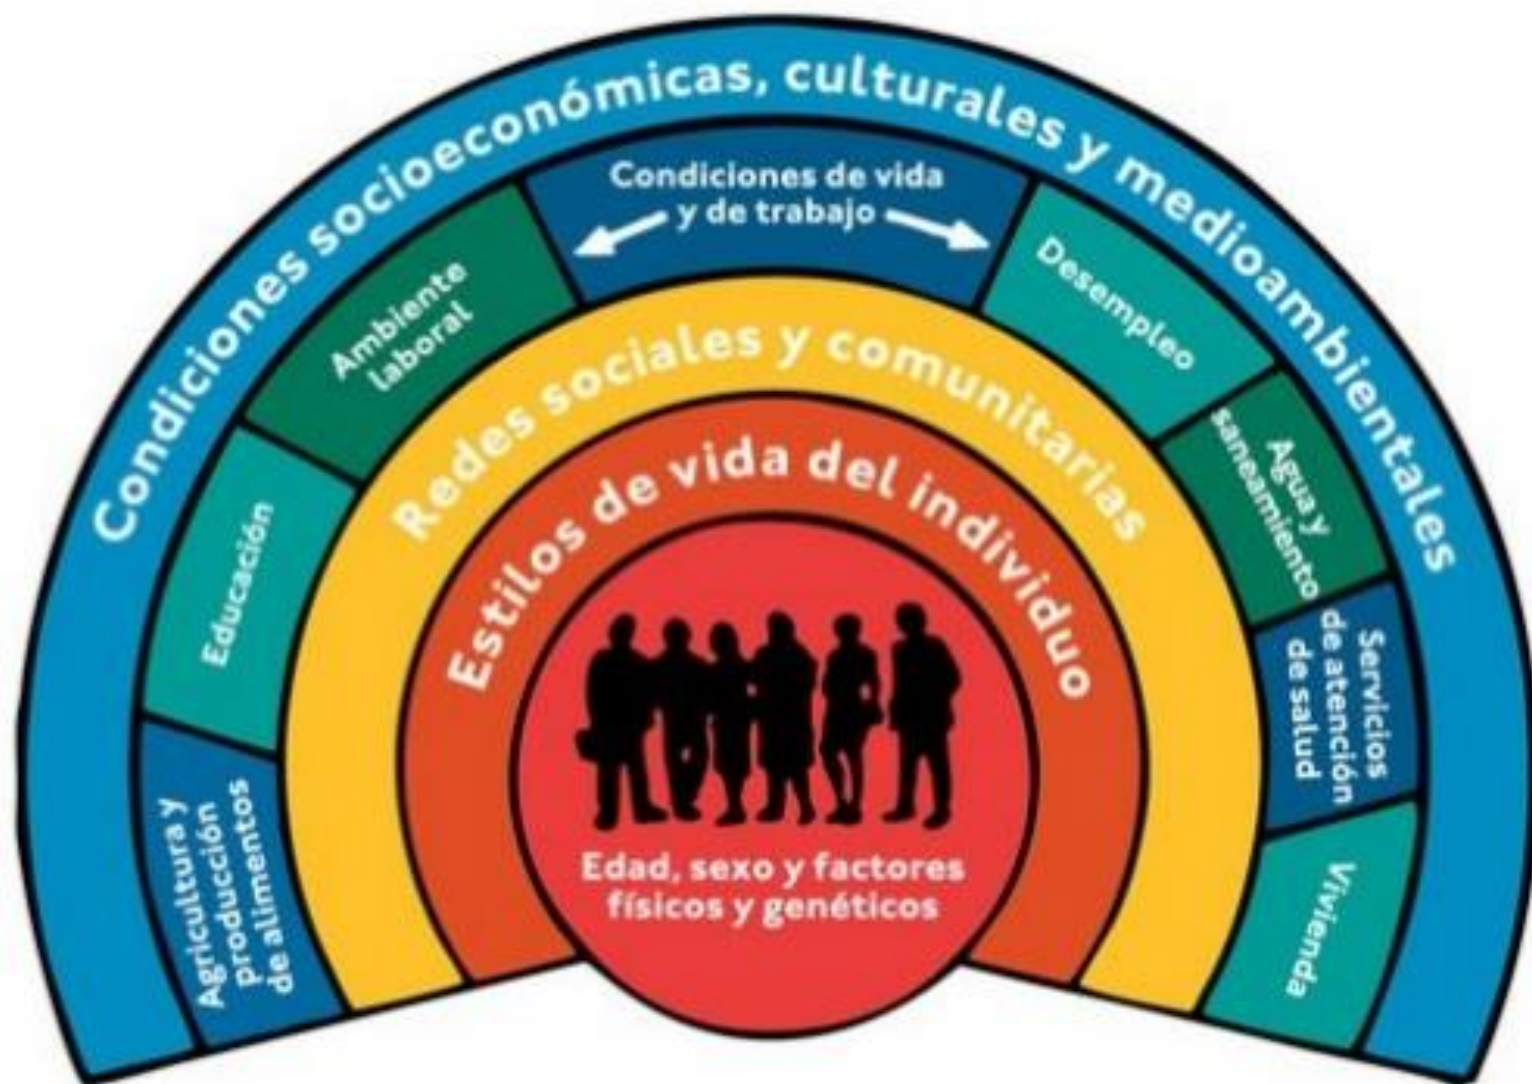 Condiciones socioeconómicas, culturales y medioambientales
Condiciones de vida
y de trabajo
Agricultura y
producción
de alimentos
Educación
Ambiente
laboral
Desempleo
Agua y
saneamiento
Servicios
de atención
de salud
Vivienda
Redes sociales y comunitarias
Estilos de vida del individuo
Edad, sexo y factores
físicos y genéticos